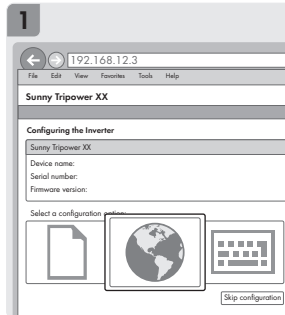 1
192.168.12.3
File Edit View Favorites Tools Help
Sunny Tripower XX
Configuring the Inverter
Sunny Tripower XX
Device name:
Serial number:
Firmware version:
Select a configuration option:
Skip configuration